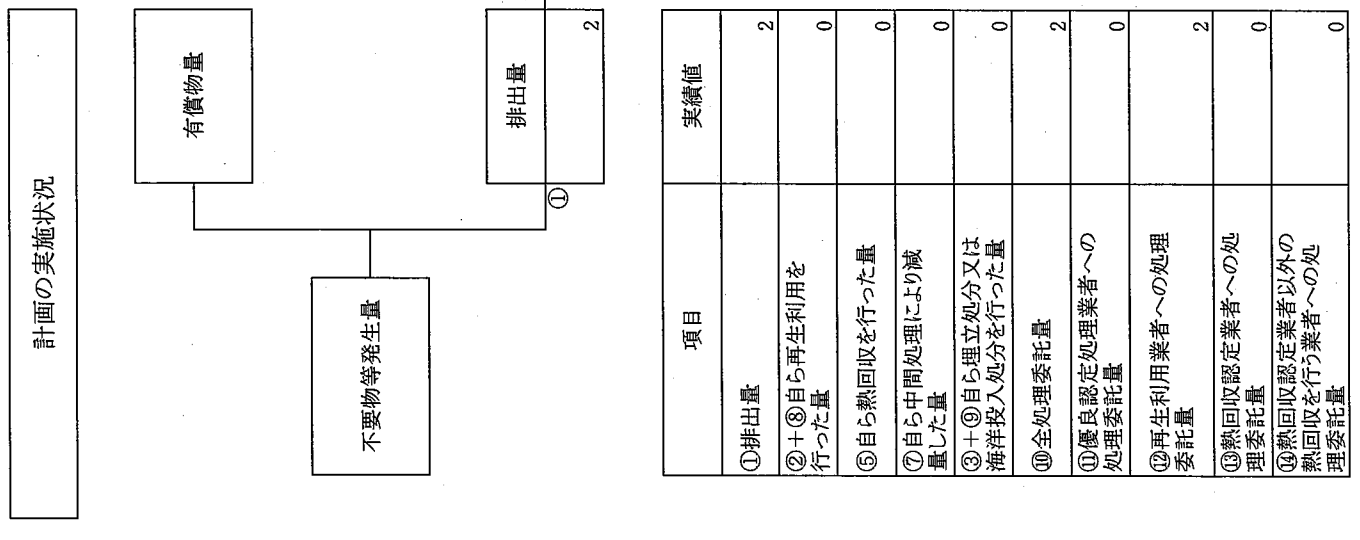 計画の実施状況
有償物量
不要物等発生量
①
排出量
2
項目
実績値
①排出量
2
②+⑧自ら再生利用を
行った量
0
⑤自ら熱回収を行った量
0
⑦自ら中間処理により減
量した量
0
③+⑨自ら埋立処分又は
海洋投入処分を行った量
0
⑩全処理委託量
2
⑪優良認定処理業者への
処理委託量
0
⑫再生利用業者への処理
委託量
2
⑬熱回収認定業者への処
理委託量
0
⑭熱回収認定業者以外の
熱回収を行う業者への処
理委託量
0